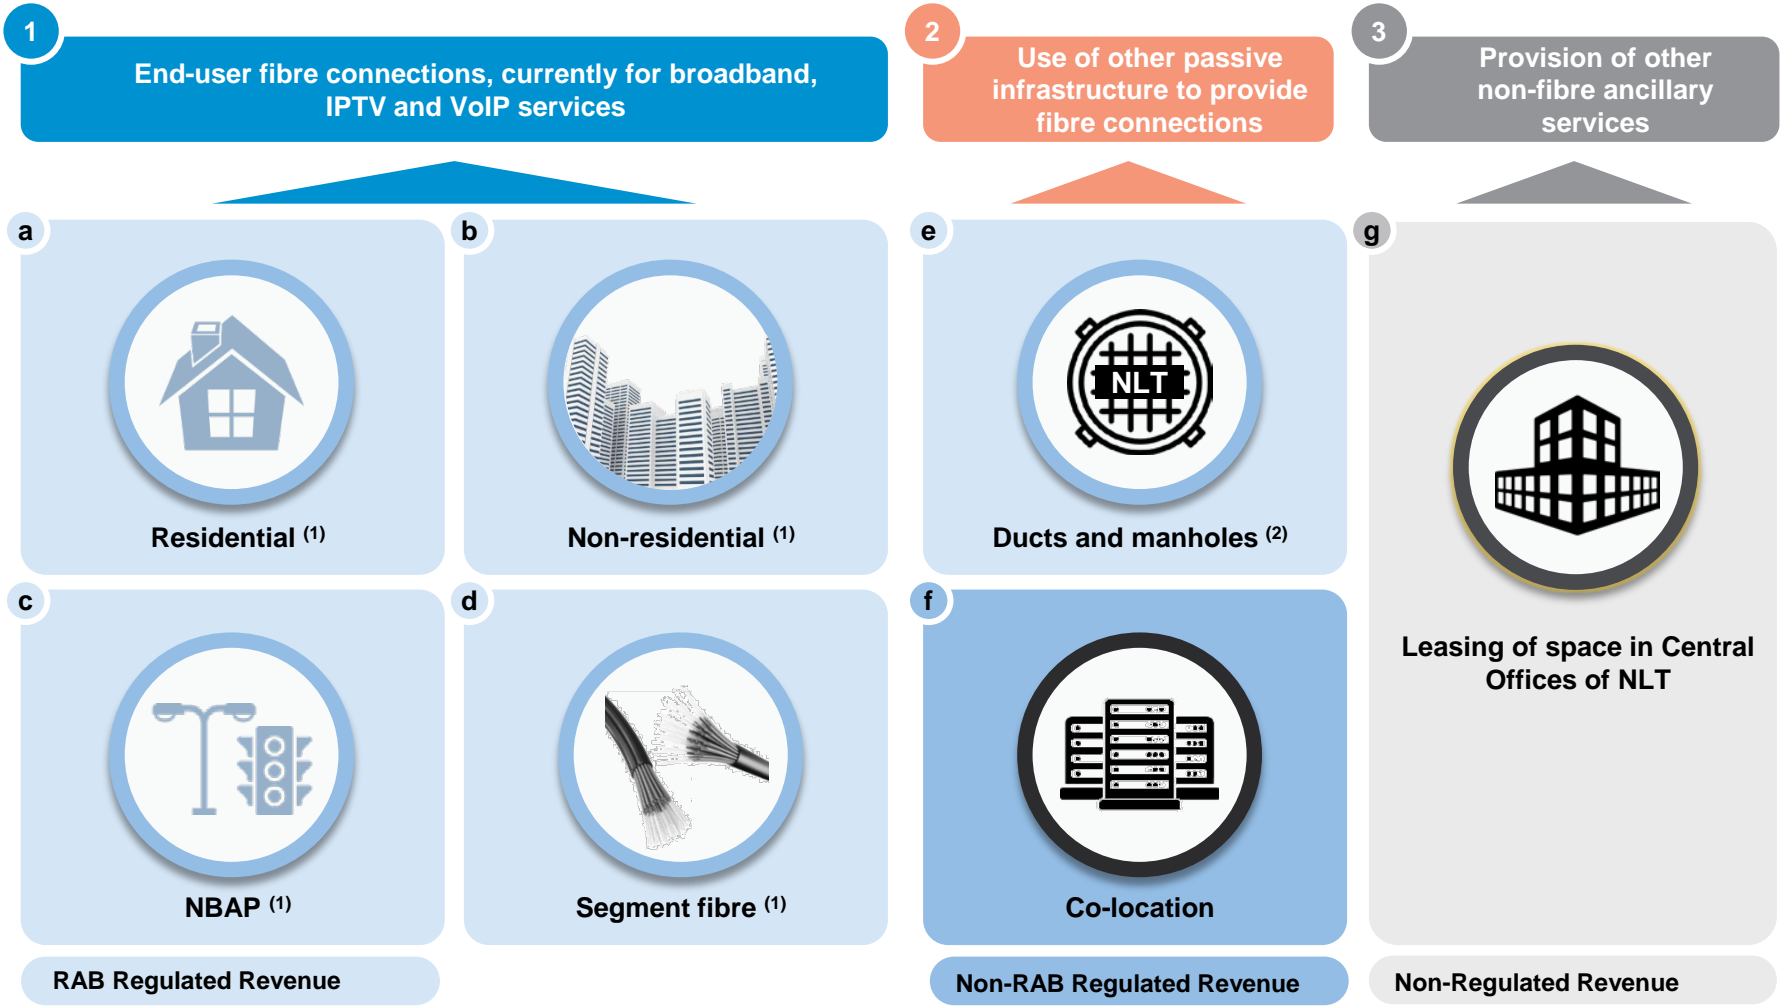 1
End-user fibre connections, currently for broadband,
IPTV and VoIP services
2
Use of other passive
infrastructure to provide
fibre connections
3
Provision of other
non-fibre ancillary
services
a
Residential (1)
b
Non-residential (1)
e
NLT
Ducts and manholes (2)
g
Leasing of space in Central
Offices of NLT
c
NBAP (1)
d
Segment fibre (1)
f
Co-location
RAB Regulated Revenue
Non-RAB Regulated Revenue
Non-Regulated Revenue